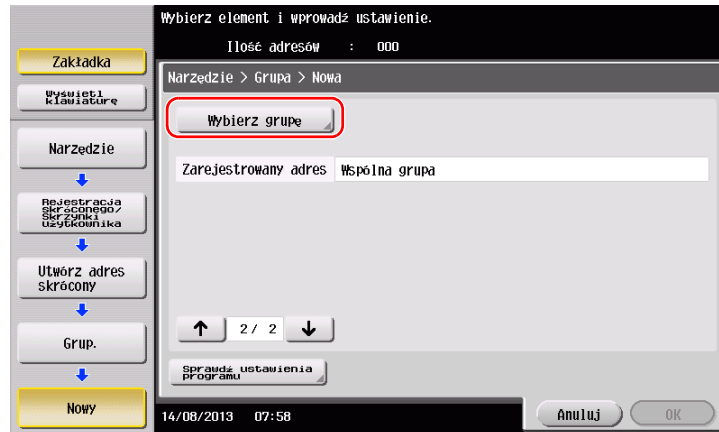 Wybierz element i wprowadź ustawienie.
Ilość adresów : 000
Zakładka
Wyświetl
klawiaturę
Narzędzie
Rejestracja
skróconego/
Skrzynki
użytkownika
Utwórz adres
skrócony
Grup.
Nowy
Narzędzie > Grupa > Nowa
Wybierz grupę
Zarejestrowany adres Wspólna grupa
↑ 2/ 2 ↓
Sprawdź ustawienia
programu
14/08/2013 07:58
Anuluj OK